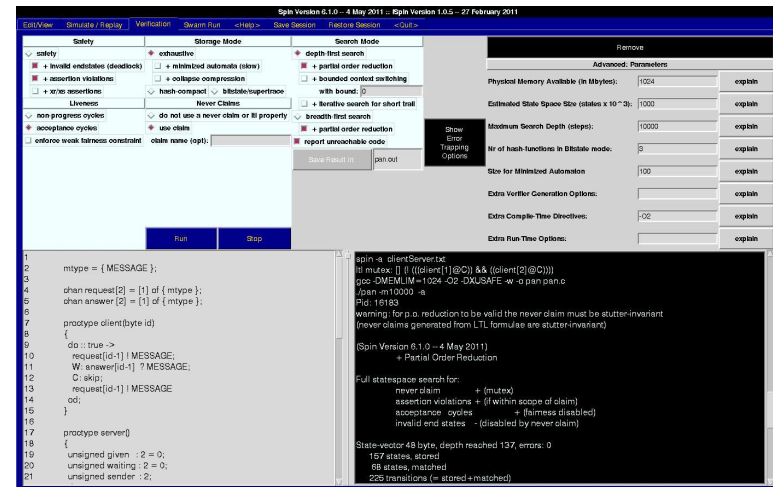 Spin Version 6.1.0 -- 4 May 2011 :: iSpin Version 1.0.5 -- 27 February 2011
Edit/View Simulate / Replay Verification Swarm Run <Help> Save Session Restore Session <Quit>
Safety Storage Mode Search Mode
safety exhaustive depth-first search
+ invalid endstates (deadlock) + minimized automata (slow) + partial order reduction
+ assertion violations + collapse compression + bounded context switching
+ xr/xs assertions hash-compact bitstate/supertrace with bound: 0
Liveness Never Claims + iterative search for short trail
non-progress cycles do not use a never claim or ltl property breadth-first search
acceptance cycles use claim + partial order reduction
enforce weak fairness constraint claim name (opt): report unreachable code
Save Result in pan.out
Run Stop
Show
Error
Trapping
Options
Remove
Advanced: Parameters
Physical Memory Available (in Mbytes): 1024 explain
Estimated State Space Size (states x 10^3): 1000 explain
Maximum Search Depth (steps): 10000 explain
Nr of hash-functions in Bitstate mode: 3 explain
Size for Minimized Automaton 100 explain
Extra Verifier Generation Options: explain
Extra Compile-Time Directives: -O2 explain
Extra Run-Time Options: explain
1
2 mtype = { MESSAGE };
3
4 chan request[2] = [1] of { mtype };
5 chan answer [2] = [1] of { mtype };
6
7 proctype client(byte id)
8 {
9 do :: true ->
10 request[id-1] ! MESSAGE;
11 W: answer[id-1] ? MESSAGE;
12 C: skip;
13 request[id-1] ! MESSAGE
14 od;
15 }
16
17 proctype server()
18 {
19 unsigned given : 2 = 0;
20 unsigned waiting : 2 = 0;
21 unsigned sender : 2;
spin -a clientServer.txt
ltl mutex: [] (! (((client[1]@C)) && ((client[2]@C))))
gcc -DMEMLIM=1024 -O2 -DXUSAFE -w -o pan pan.c
./pan -m10000 -a
Pid: 16183
warning: for p.o. reduction to be valid the never claim must be stutter-invariant
(never claims generated from LTL formulae are stutter-invariant)
(Spin Version 6.1.0 -- 4 May 2011)
+ Partial Order Reduction
Full statespace search for:
never claim + (mutex)
assertion violations + (if within scope of claim)
acceptance cycles + (fairness disabled)
invalid end states - (disabled by never claim)
State-vector 48 byte, depth reached 137, errors: 0
157 states, stored
68 states, matched
225 transitions (= stored+matched)